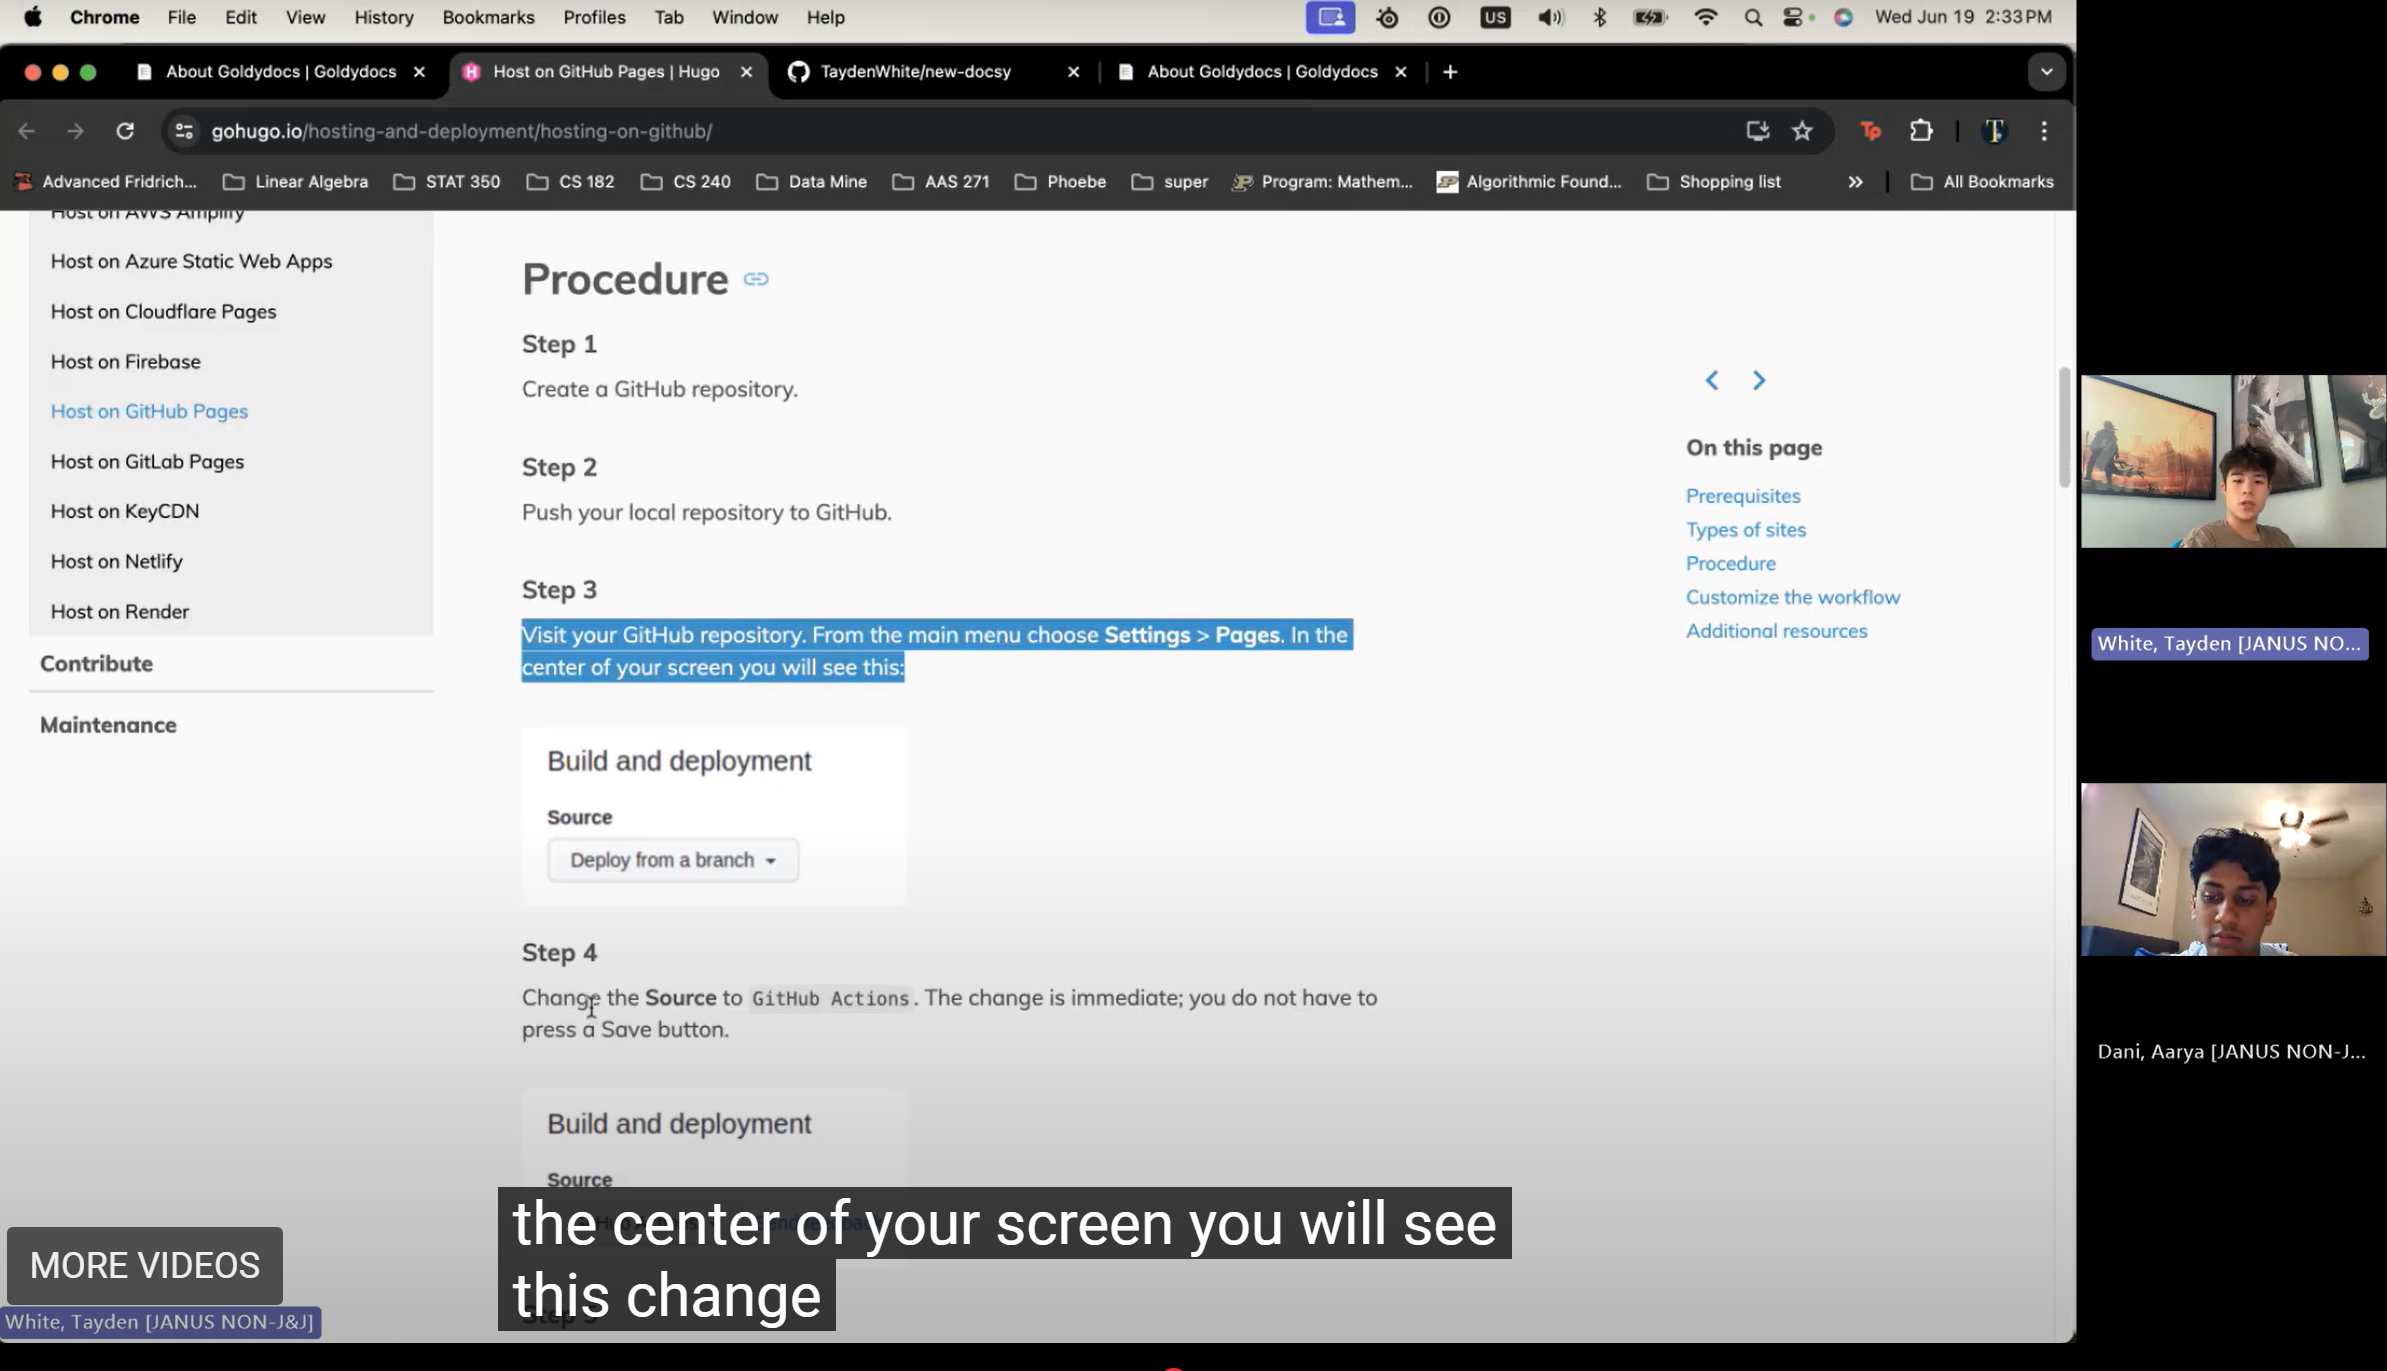 Chrome File Edit View History Bookmarks Profiles Tab Window Help US Wed Jun 19 2:33 PM
About Goldydocs | Goldydocs Host on GitHub Pages | Hugo TaydenWhite/new-docsy About Goldydocs | Goldydocs
gohugo.io/hosting-and-deployment/hosting-on-github/ Tp T
Advanced Fridrich... Linear Algebra STAT 350 CS 182 CS 240 Data Mine AAS 271 Phoebe super Program: Mathem... Algorithmic Found... Shopping list » All Bookmarks
Host on AWS Amplify
Host on Azure Static Web Apps
Host on Cloudflare Pages
Host on Firebase
Host on GitHub Pages
Host on GitLab Pages
Host on KeyCDN
Host on Netlify
Host on Render
Contribute
Maintenance
Procedure
Step 1
Create a GitHub repository.
Step 2
Push your local repository to GitHub.
Step 3
Visit your GitHub repository. From the main menu choose Settings > Pages. In the
center of your screen you will see this:
Build and deployment
Source
Deploy from a branch
Step 4
Change the Source to GitHub Actions. The change is immediate; you do not have to
press a Save button.
Build and deployment
Source
On this page
Prerequisites
Types of sites
Procedure
Customize the workflow
Additional resources
the center of your screen you will see
this change
MORE VIDEOS
White, Tayden [JANUS NON-J&J]
White, Tayden [JANUS NO...
Dani, Aarya [JANUS NON-J...